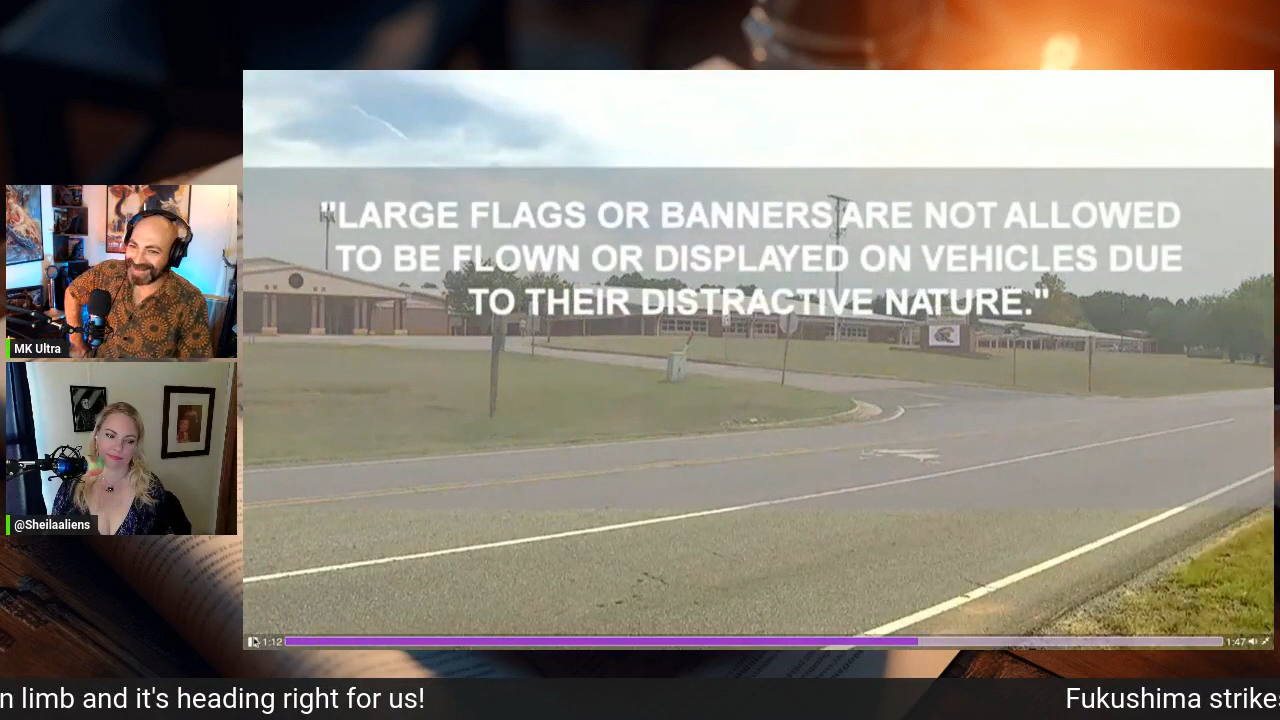 "LARGE FLAGS OR BANNERS ARE NOT ALLOWED
TO BE FLOWN OR DISPLAYED ON VEHICLES DUE
TO THEIR DISTRACTIVE NATURE."
MK Ultra
@Sheilaaliens
1:12
1:47
n limb and it's heading right for us!
Fukushima strike